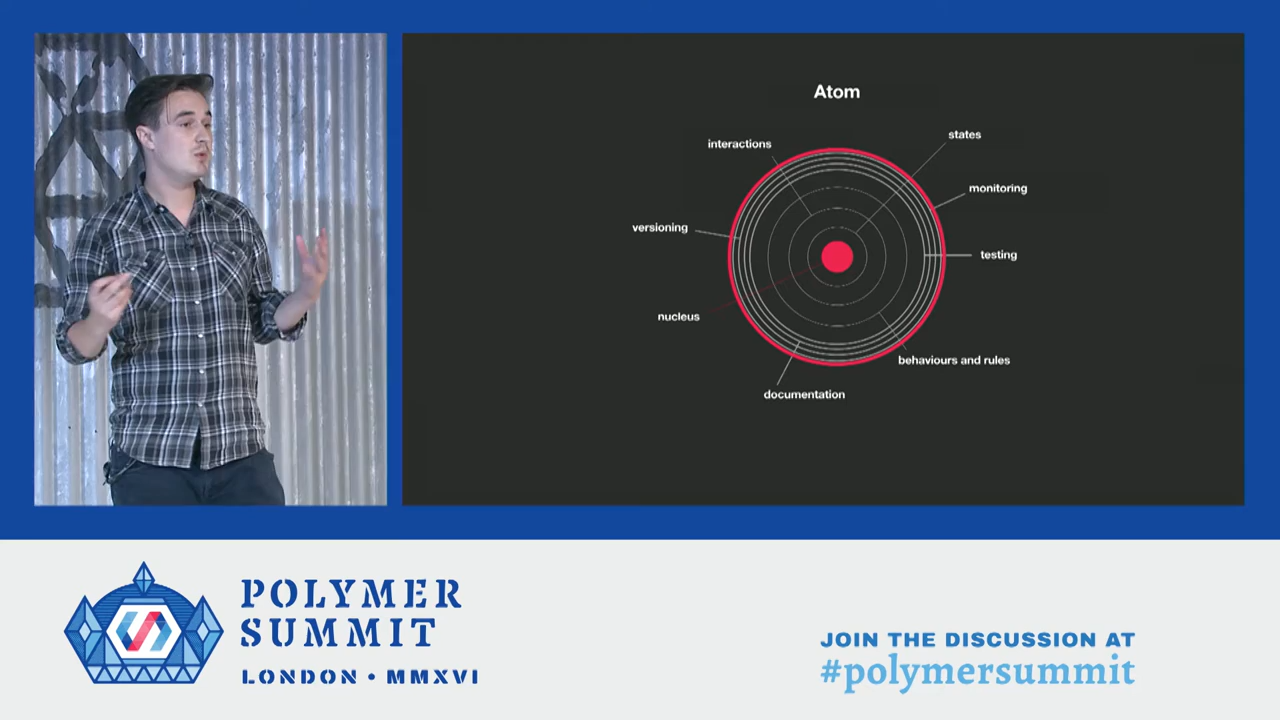 Atom
states
interactions
monitoring
versioning
testing
nucleus
behaviours and rules
documentation
POLYMER
SUMMIT
LONDON • MMXVI
JOIN THE DISCUSSION AT
#polymersummit